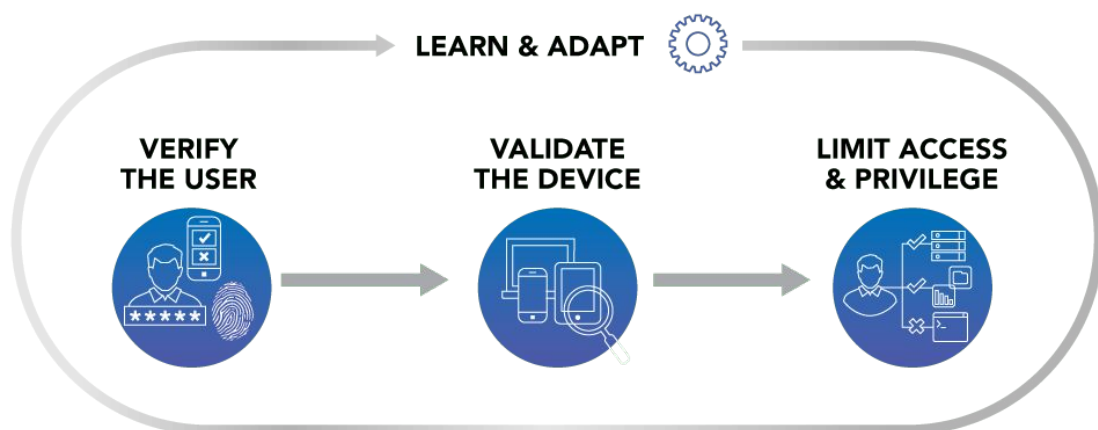 LEARN & ADAPT
VERIFY
THE USER
VALIDATE
THE DEVICE
LIMIT ACCESS
& PRIVILEGE
*****
>_